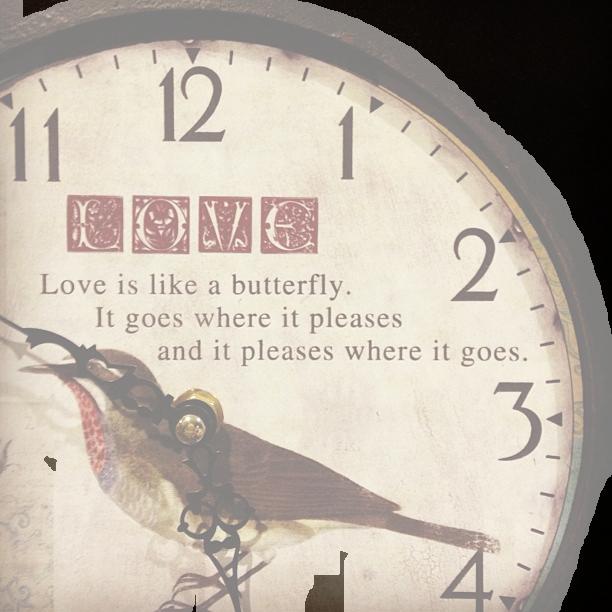 12
11
1
LOVE
2
Love is like a butterfly.
It goes where it pleases
and it pleases where it goes.
3
4